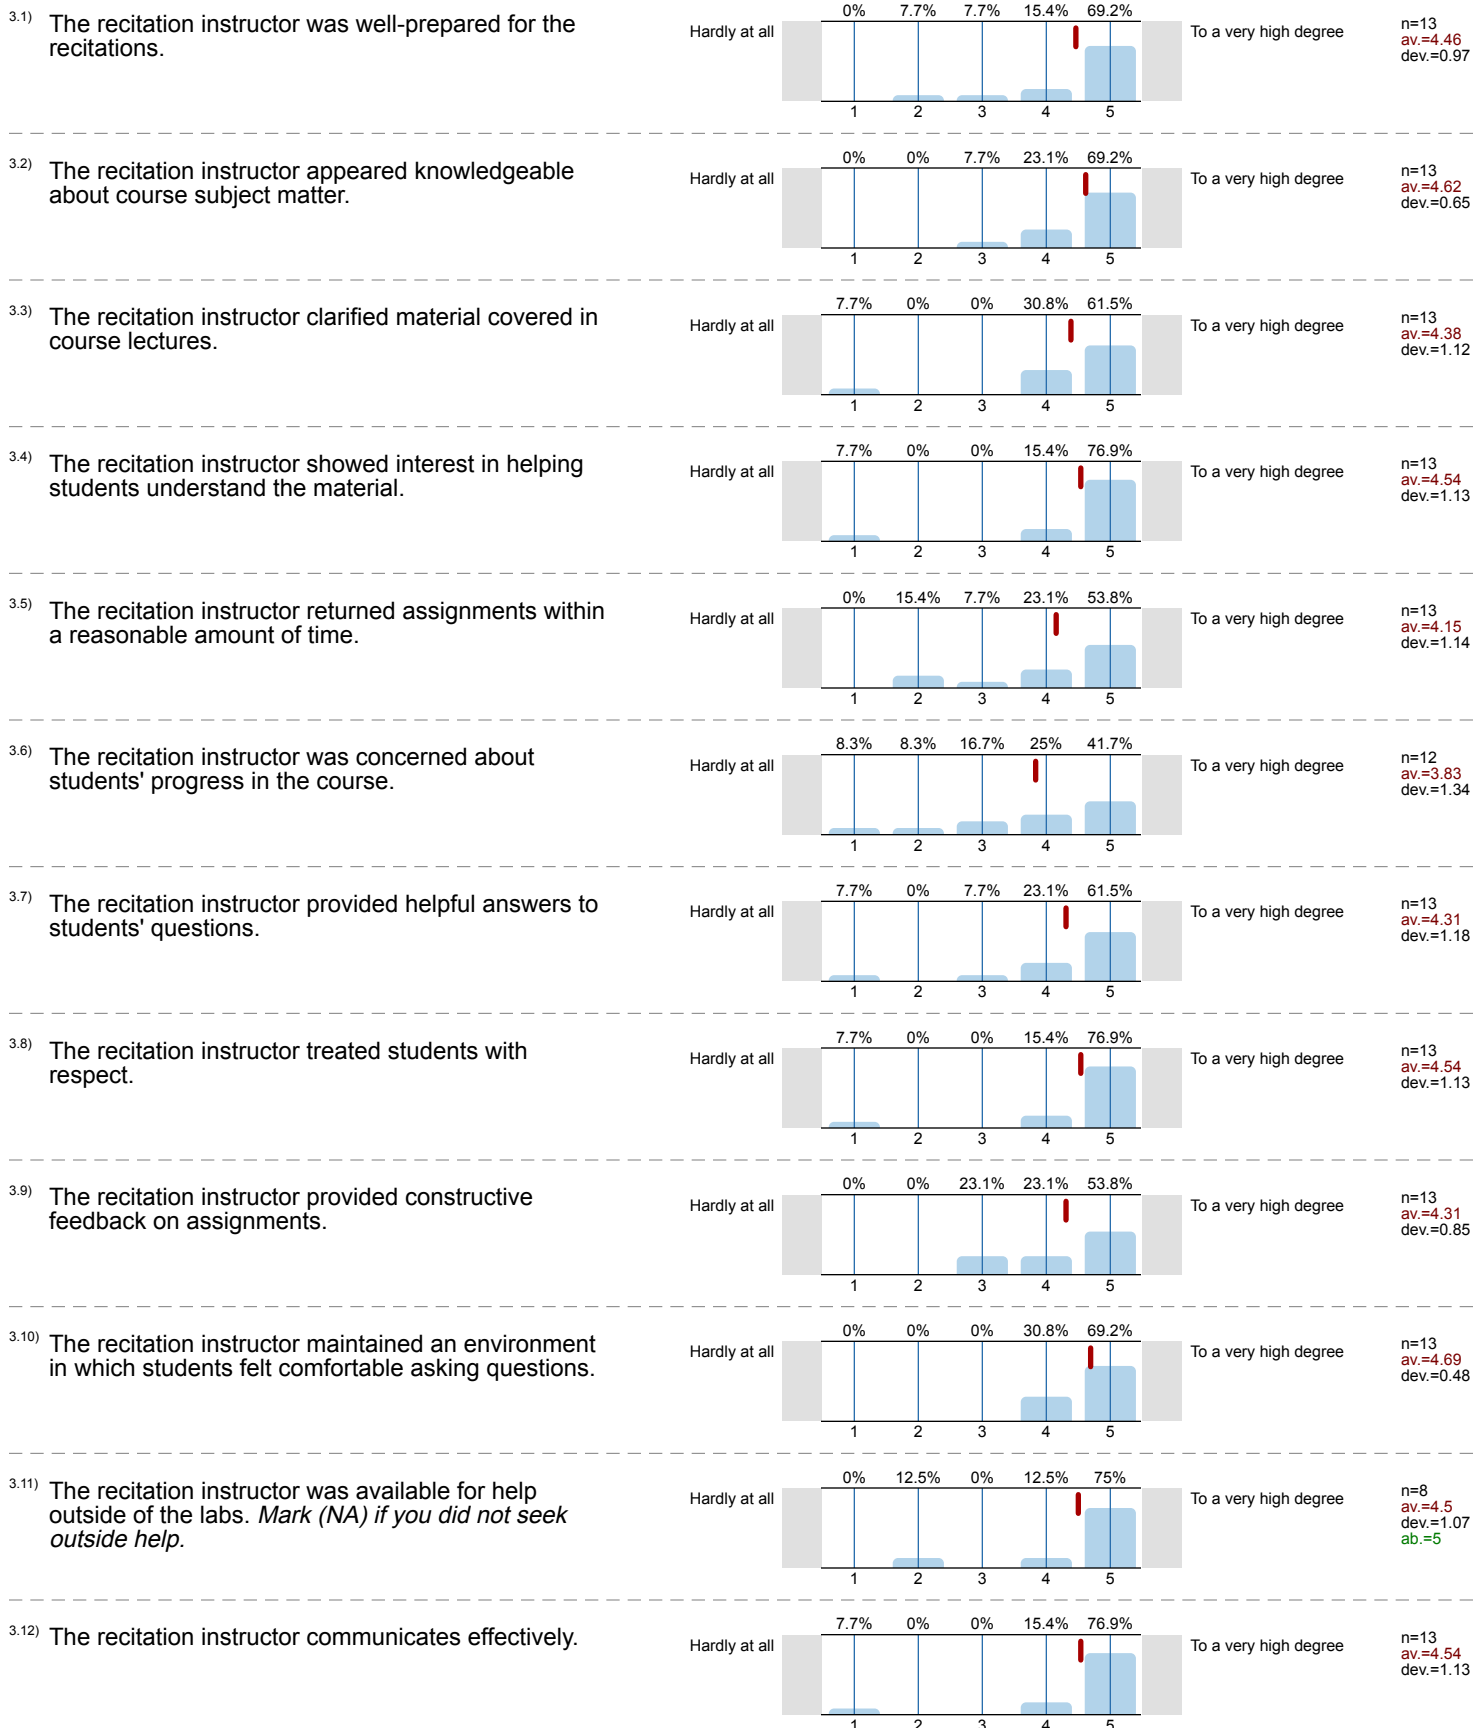 0% 7.7% 7.7% 15.4% 69.2%
3.1) The recitation instructor was well-prepared for the
recitations.
Hardly at all
To a very high degree
n=13
av.=4.46
dev.=0.97
1 2 3 4 5
0% 0% 7.7% 23.1% 69.2%
3.2) The recitation instructor appeared knowledgeable
about course subject matter.
Hardly at all
To a very high degree
n=13
av.=4.62
dev.=0.65
1 2 3 4 5
7.7% 0% 0% 30.8% 61.5%
3.3) The recitation instructor clarified material covered in
course lectures.
Hardly at all
To a very high degree
n=13
av.=4.38
dev.=1.12
1 2 3 4 5
7.7% 0% 0% 15.4% 76.9%
3.4) The recitation instructor showed interest in helping
students understand the material.
Hardly at all
To a very high degree
n=13
av.=4.54
dev.=1.13
1 2 3 4 5
0% 15.4% 7.7% 23.1% 53.8%
3.5) The recitation instructor returned assignments within
a reasonable amount of time.
Hardly at all
To a very high degree
n=13
av.=4.15
dev.=1.14
1 2 3 4 5
8.3% 8.3% 16.7% 25% 41.7%
3.6) The recitation instructor was concerned about
students' progress in the course.
Hardly at all
To a very high degree
n=12
av.=3.83
dev.=1.34
1 2 3 4 5
7.7% 0% 7.7% 23.1% 61.5%
3.7) The recitation instructor provided helpful answers to
students' questions.
Hardly at all
To a very high degree
n=13
av.=4.31
dev.=1.18
1 2 3 4 5
7.7% 0% 0% 15.4% 76.9%
3.8) The recitation instructor treated students with
respect.
Hardly at all
To a very high degree
n=13
av.=4.54
dev.=1.13
1 2 3 4 5
0% 0% 23.1% 23.1% 53.8%
3.9) The recitation instructor provided constructive
feedback on assignments.
Hardly at all
To a very high degree
n=13
av.=4.31
dev.=0.85
1 2 3 4 5
0% 0% 0% 30.8% 69.2%
3.10) The recitation instructor maintained an environment
in which students felt comfortable asking questions.
Hardly at all
To a very high degree
n=13
av.=4.69
dev.=0.48
1 2 3 4 5
0% 12.5% 0% 12.5% 75%
3.11) The recitation instructor was available for help
outside of the labs. Mark (NA) if you did not seek
outside help.
Hardly at all
To a very high degree
n=8
av.=4.5
dev.=1.07
ab.=5
1 2 3 4 5
7.7% 0% 0% 15.4% 76.9%
3.12) The recitation instructor communicates effectively.
Hardly at all
To a very high degree
n=13
av.=4.54
dev.=1.13
1 2 3 4 5